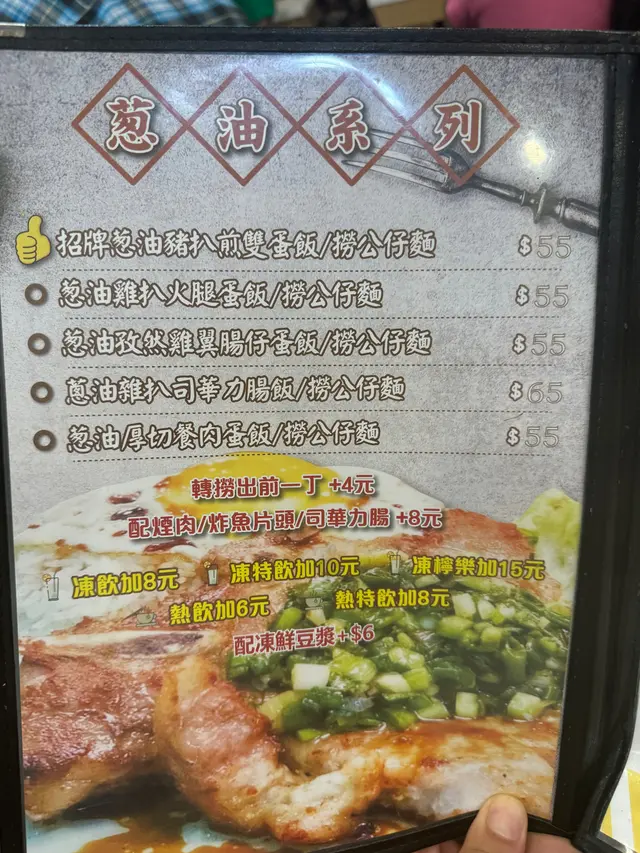 葱油系列
招牌葱油豬扒煎雙蛋飯/撈公仔麵 $55
葱油雞扒火腿蛋飯/撈公仔麵 $55
葱油孜然雞翼腸仔蛋飯/撈公仔麵 $55
蔥油雜扒司華力腸飯/撈公仔麵 $65
葱油厚切餐肉蛋飯/撈公仔麵 $55
轉撈出前一丁 +4元
配煙肉/炸魚片頭/司華力腸 +8元
凍飲加8元 凍特飲加10元 凍檸樂加15元
熱飲加6元 熱特飲加8元
配凍鮮豆漿+$6